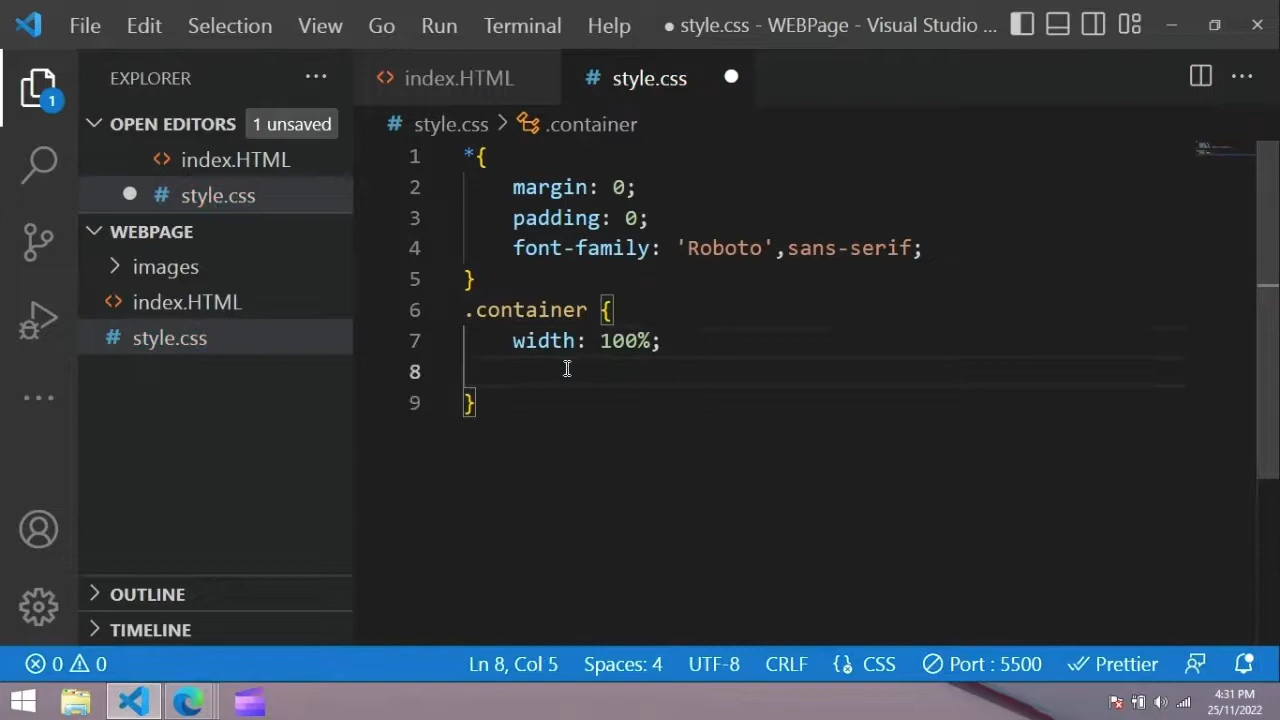 File Edit Selection View Go Run Terminal Help ● style.css - WEBPage - Visual Studio ...
EXPLORER ...
<> index.HTML # style.css
OPEN EDITORS 1 unsaved
<> index.HTML
● # style.css
WEBPAGE
images
<> index.HTML
# style.css
OUTLINE
TIMELINE
1
# style.css > .container
1 *{
2 margin: 0;
3 padding: 0;
4 font-family: 'Roboto',sans-serif;
5 }
6 .container {
7 width: 100%;
8
9 }
0 0 Ln 8, Col 5 Spaces: 4 UTF-8 CRLF {} CSS Port : 5500 Prettier
4:31 PM
25/11/2022